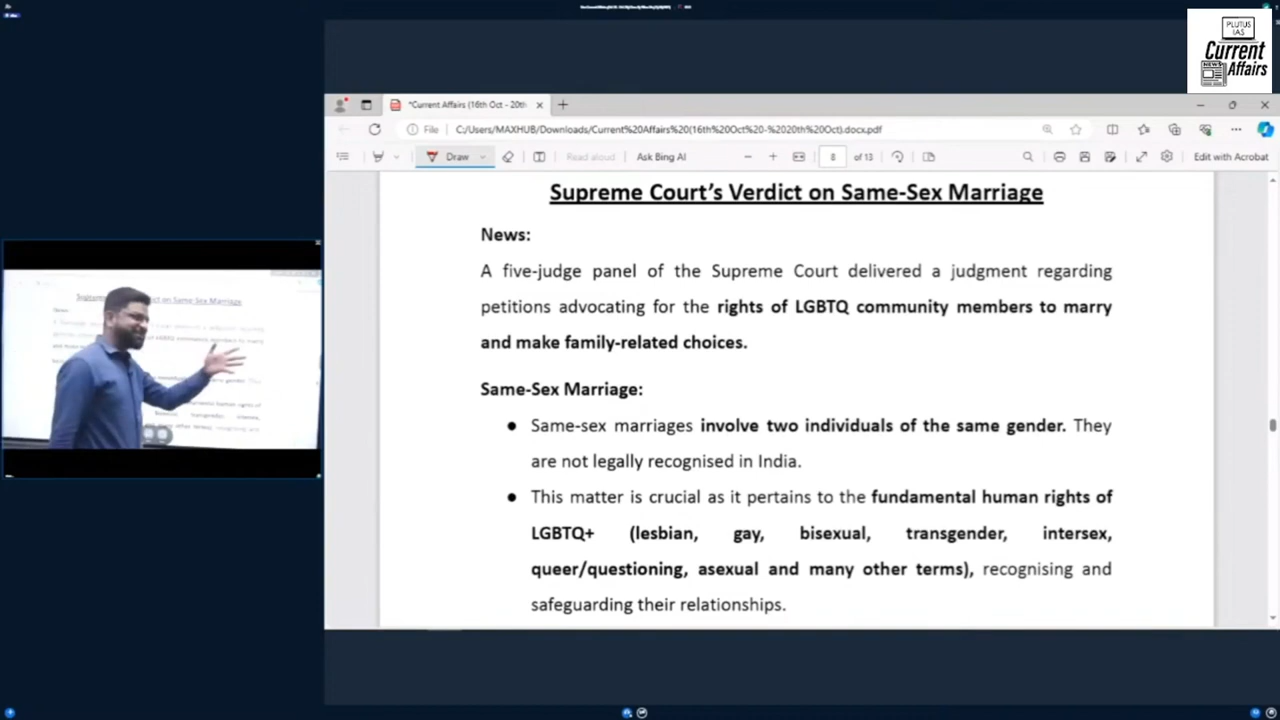 PLUTUS
IAS
Current
NEWS
Affairs
*Current Affairs (16th Oct - 20th
File C:/Users/MAXHUB/Downloads/Current%20Affairs%20(16th%20Oct%20-%2020th%20Oct).docx.pdf
Draw Read aloud Ask Bing AI 8 of 13 Edit with Acrobat
Supreme Court's Verdict on Same-Sex Marriage
News:
A five-judge panel of the Supreme Court delivered a judgment regarding
petitions advocating for the rights of LGBTQ community members to marry
and make family-related choices.
Same-Sex Marriage:
● Same-sex marriages involve two individuals of the same gender. They
are not legally recognised in India.
● This matter is crucial as it pertains to the fundamental human rights of
LGBTQ+ (lesbian, gay, bisexual, transgender, intersex,
queer/questioning, asexual and many other terms), recognising and
safeguarding their relationships.